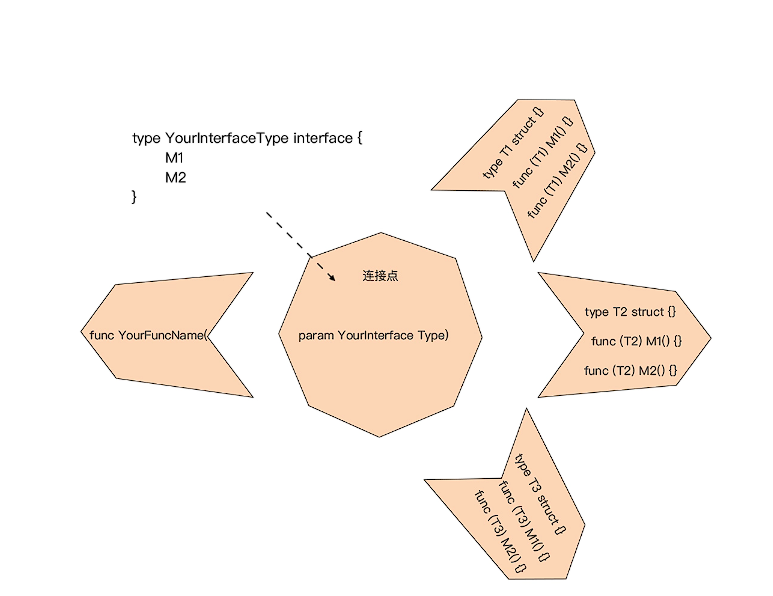 type YourInterfaceType interface {
M1
M2
}
连接点
func YourFuncName(
param YourInterface Type)
type T1 struct {}
func (T1) M1() {}
func (T1) M2() {}
type T2 struct {}
func (T2) M1() {}
func (T2) M2() {}
type T3 struct {}
func (T3) M1() {}
func (T3) M2() {}